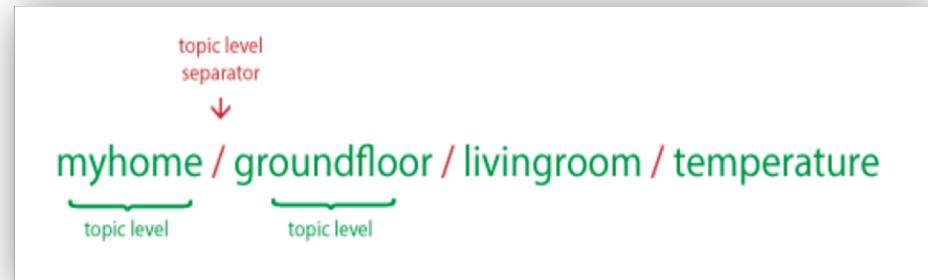 topic level
separator
myhome / groundfloor / livingroom / temperature
topic level topic level